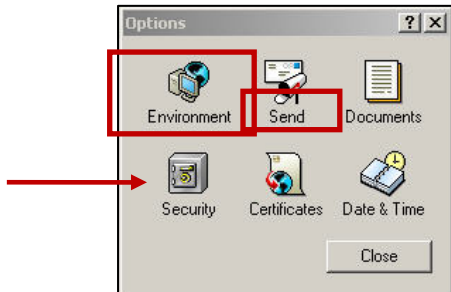 Options
Environment Send Documents
Security Certificates Date & Time
Close